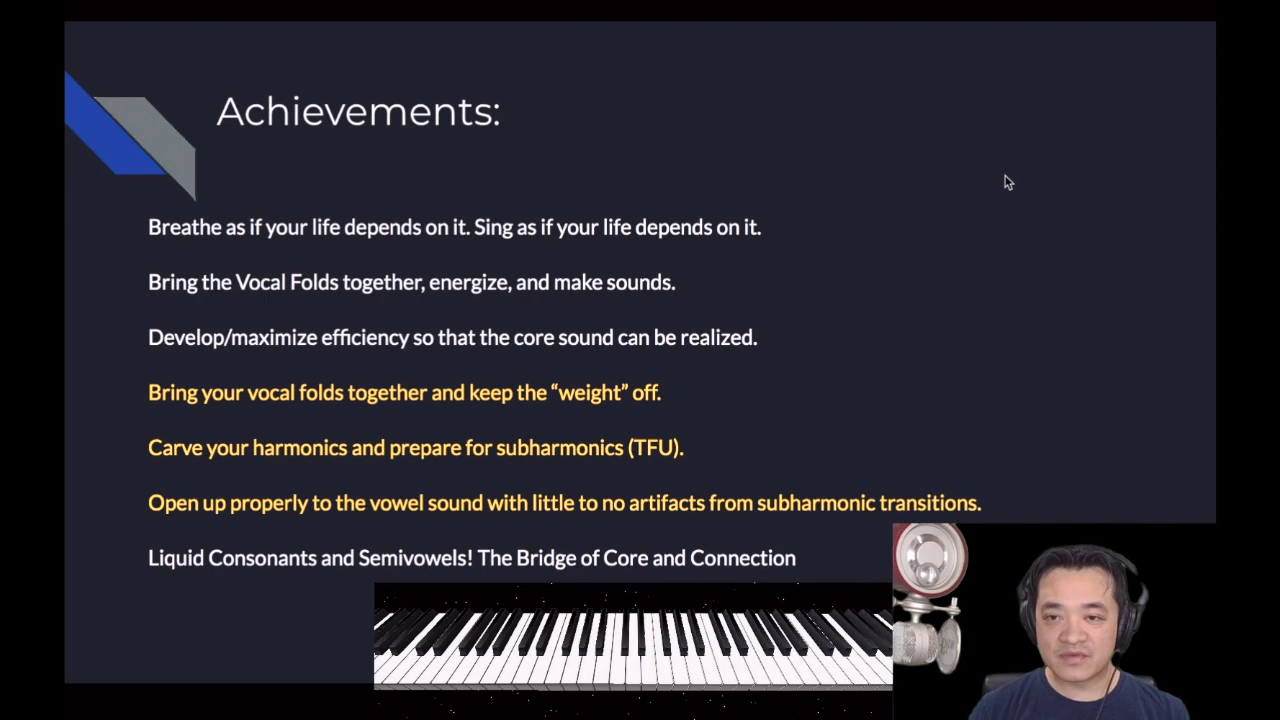 Achievements:
Breathe as if your life depends on it. Sing as if your life depends on it.
Bring the Vocal Folds together, energize, and make sounds.
Develop/maximize efficiency so that the core sound can be realized.
Bring your vocal folds together and keep the “weight” off.
Carve your harmonics and prepare for subharmonics (TFU).
Open up properly to the vowel sound with little to no artifacts from subharmonic transitions.
Liquid Consonants and Semivowels! The Bridge of Core and Connection